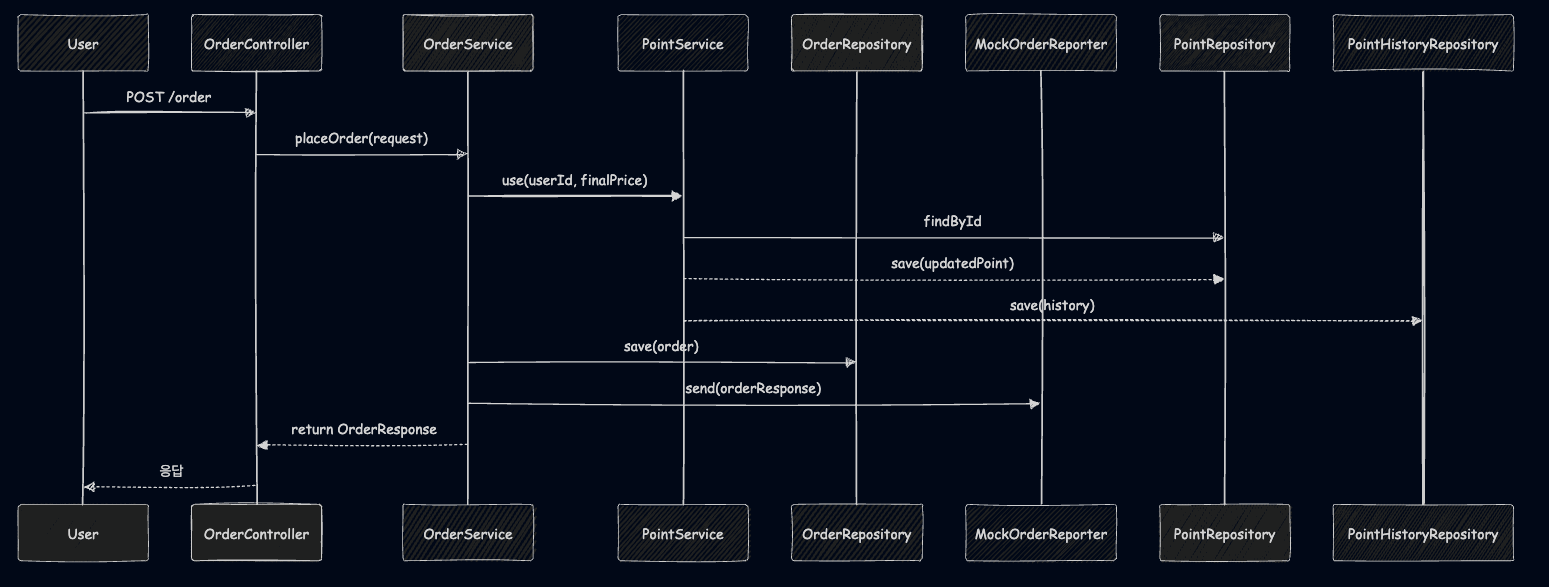 User
OrderController
OrderService
PointService
OrderRepository
MockOrderReporter
PointRepository
PointHistoryRepository
POST /order
placeOrder(request)
use(userId, finalPrice)
findById
save(updatedPoint)
save(history)
save(order)
send(orderResponse)
return OrderResponse
응답
User
OrderController
OrderService
PointService
OrderRepository
MockOrderReporter
PointRepository
PointHistoryRepository